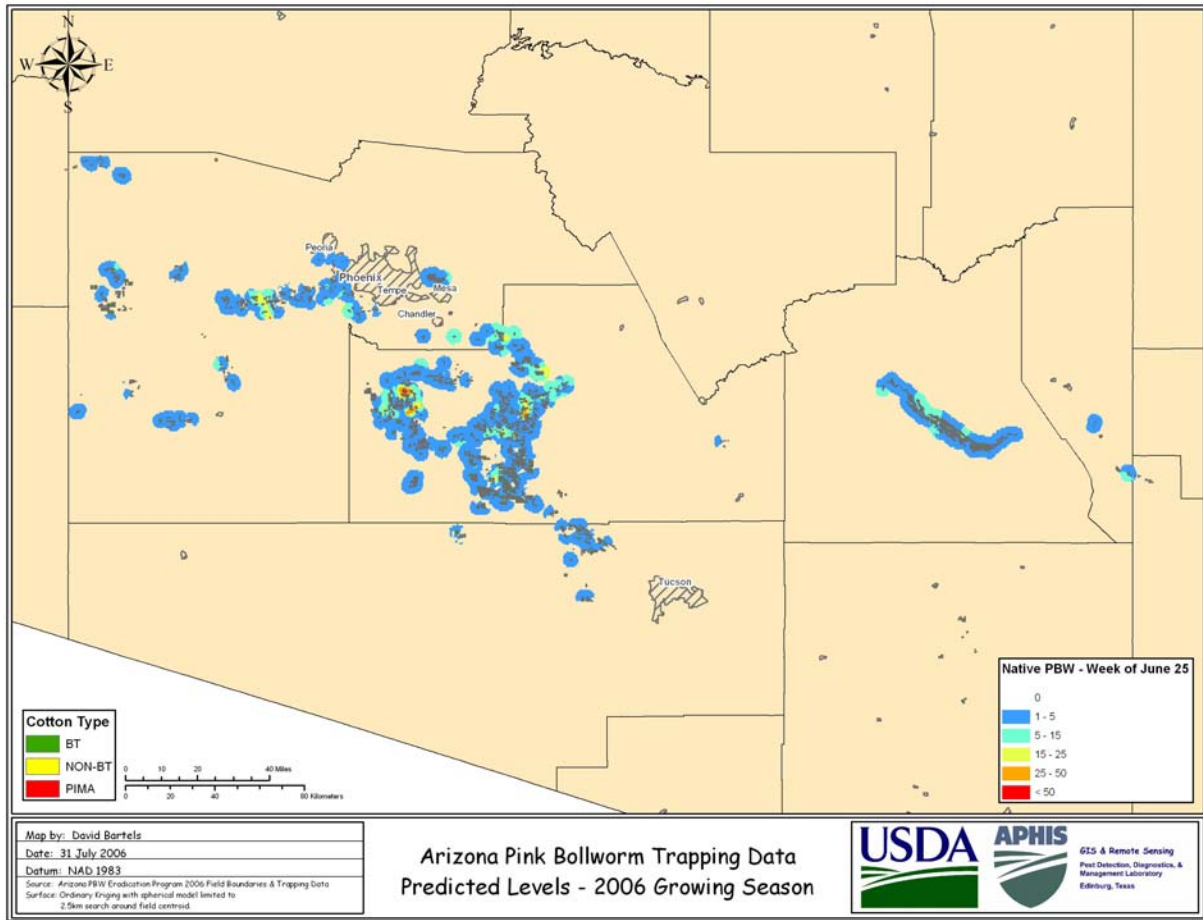 N
W E
S
Peoria
Phoenix
Tempe
Mesa
Chandler
Tucson
Cotton Type
BT
NON-BT
PIMA
0 10 20 40 Miles
0 20 40 80 Kilometers
Native PBW - Week of June 25
0
1 - 5
5 - 15
15 - 25
25 - 50
< 50
Map by: David Bartels
Date: 31 July 2006
Datum: NAD 1983
Source: Arizona PBW Eradication Program 2006 Field Boundaries & Trapping Data
Surface: Ordinary Kriging with spherical model limited to
2.5km search around field centroid.
Arizona Pink Bollworm Trapping Data
Predicted Levels - 2006 Growing Season
USDA
APHIS
GIS & Remote Sensing
Pest Detection, Diagnostics, &
Management Laboratory
Edinburg, Texas